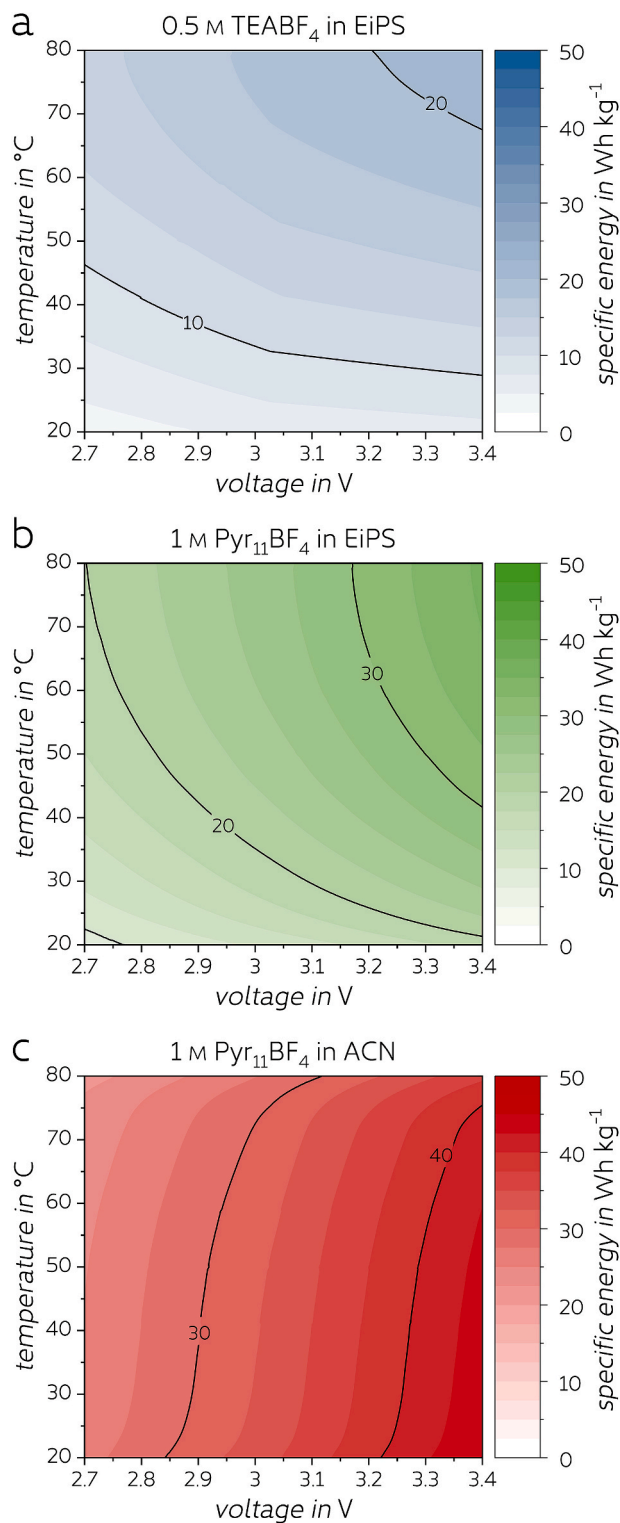 a
0.5 M TEABF₄ in EiPS
80
70
60
50
40
30
20
temperature in °C
20
10
2.7 2.8 2.9 3 3.1 3.2 3.3 3.4
voltage in V
50
40
30
20
10
0
specific energy in Wh kg⁻¹
b
1 M Pyr₁₁BF₄ in EiPS
80
70
60
50
40
30
20
temperature in °C
30
20
2.7 2.8 2.9 3 3.1 3.2 3.3 3.4
voltage in V
50
40
30
20
10
0
specific energy in Wh kg⁻¹
c
1 M Pyr₁₁BF₄ in ACN
80
70
60
50
40
30
20
temperature in °C
40
30
2.7 2.8 2.9 3 3.1 3.2 3.3 3.4
voltage in V
50
40
30
20
10
0
specific energy in Wh kg⁻¹